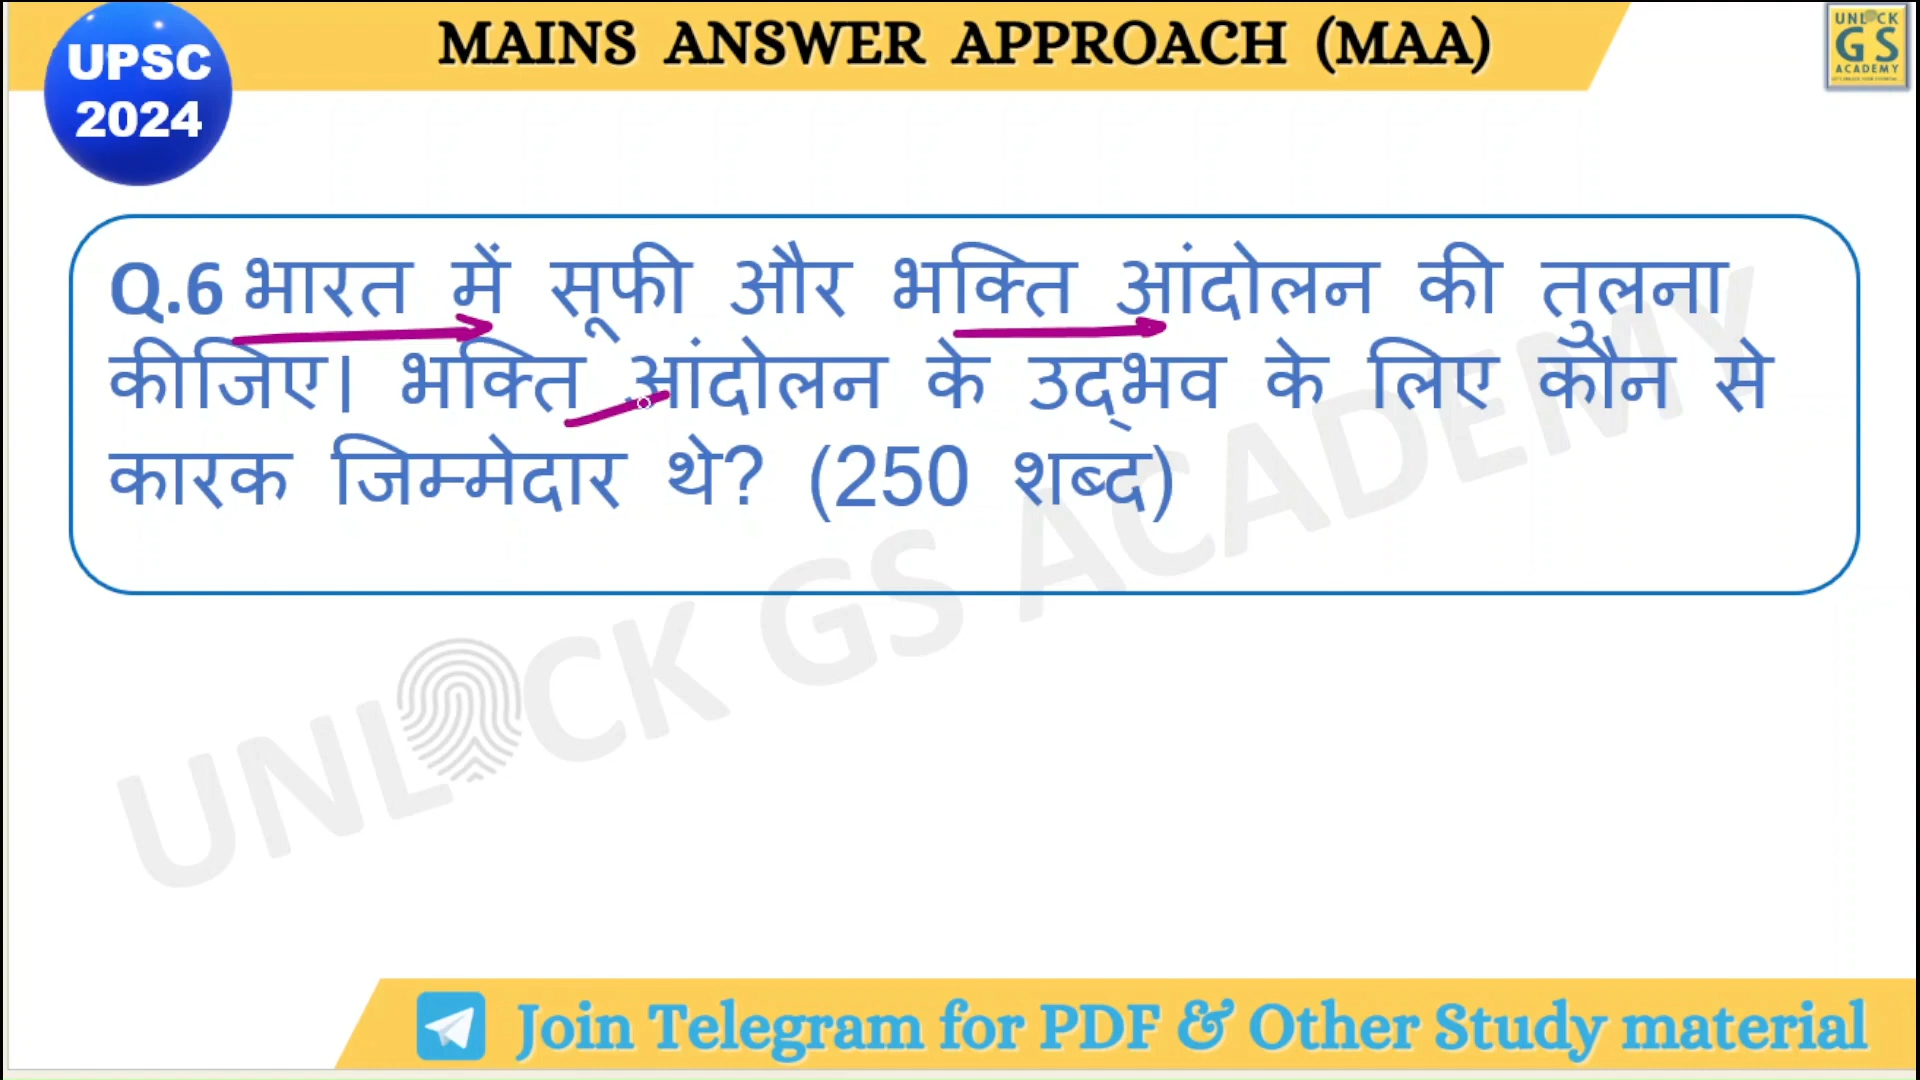 MAINS ANSWER APPROACH (MAA)
UPSC
2024
UNLOCK
GS
ACADEMY
Q.6 भारत में सूफी और भक्ति आंदोलन की तुलना
कीजिए। भक्ति आंदोलन के उद्भव के लिए कौन से
कारक जिम्मेदार थे? (250 शब्द)
UNLOCK GS ACADEMY
Join Telegram for PDF & Other Study material